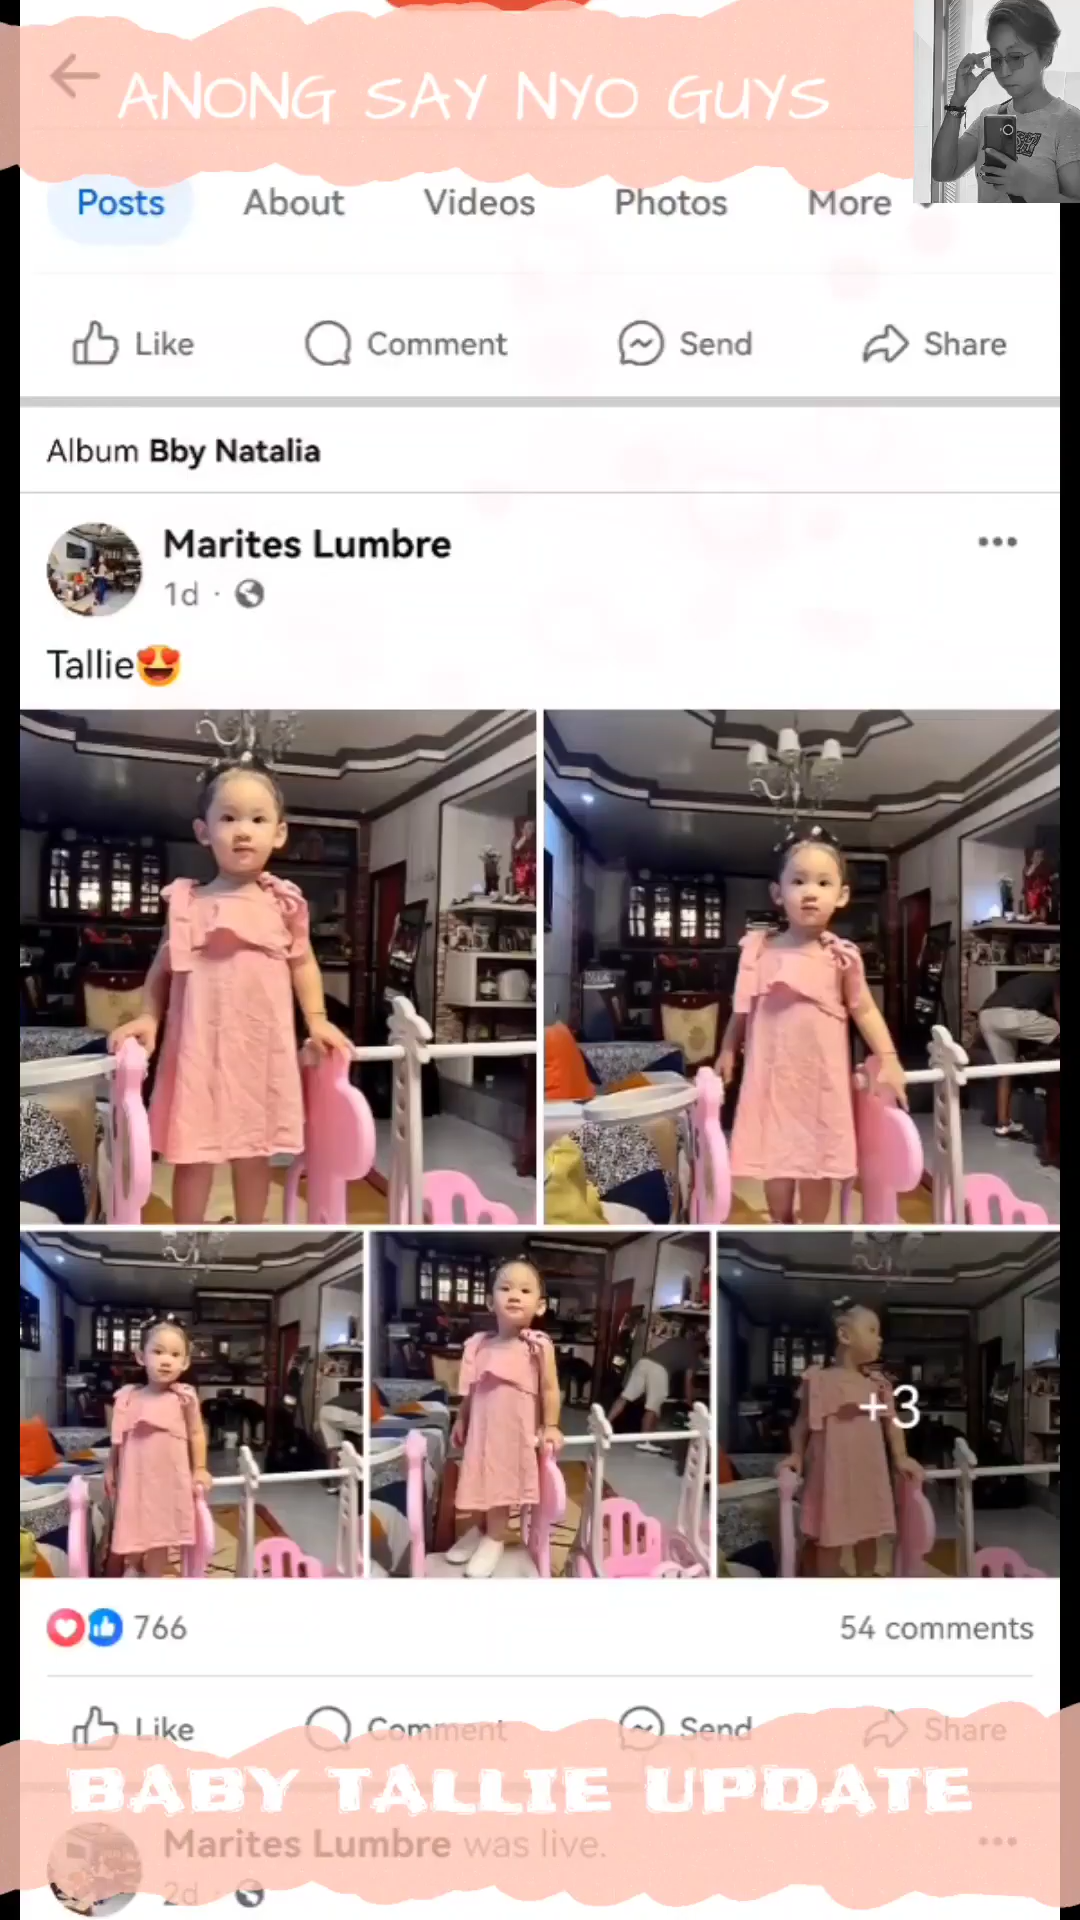 ANONG SAY NYO GUYS
Posts About Videos Photos More
Like Comment Send Share
Album Bby Natalia
Marites Lumbre
1d ·
Tallie😍
+3
766 54 comments
Like Comment Send Share
BABY TALLIE UPDATE
Marites Lumbre was live.
2d ·